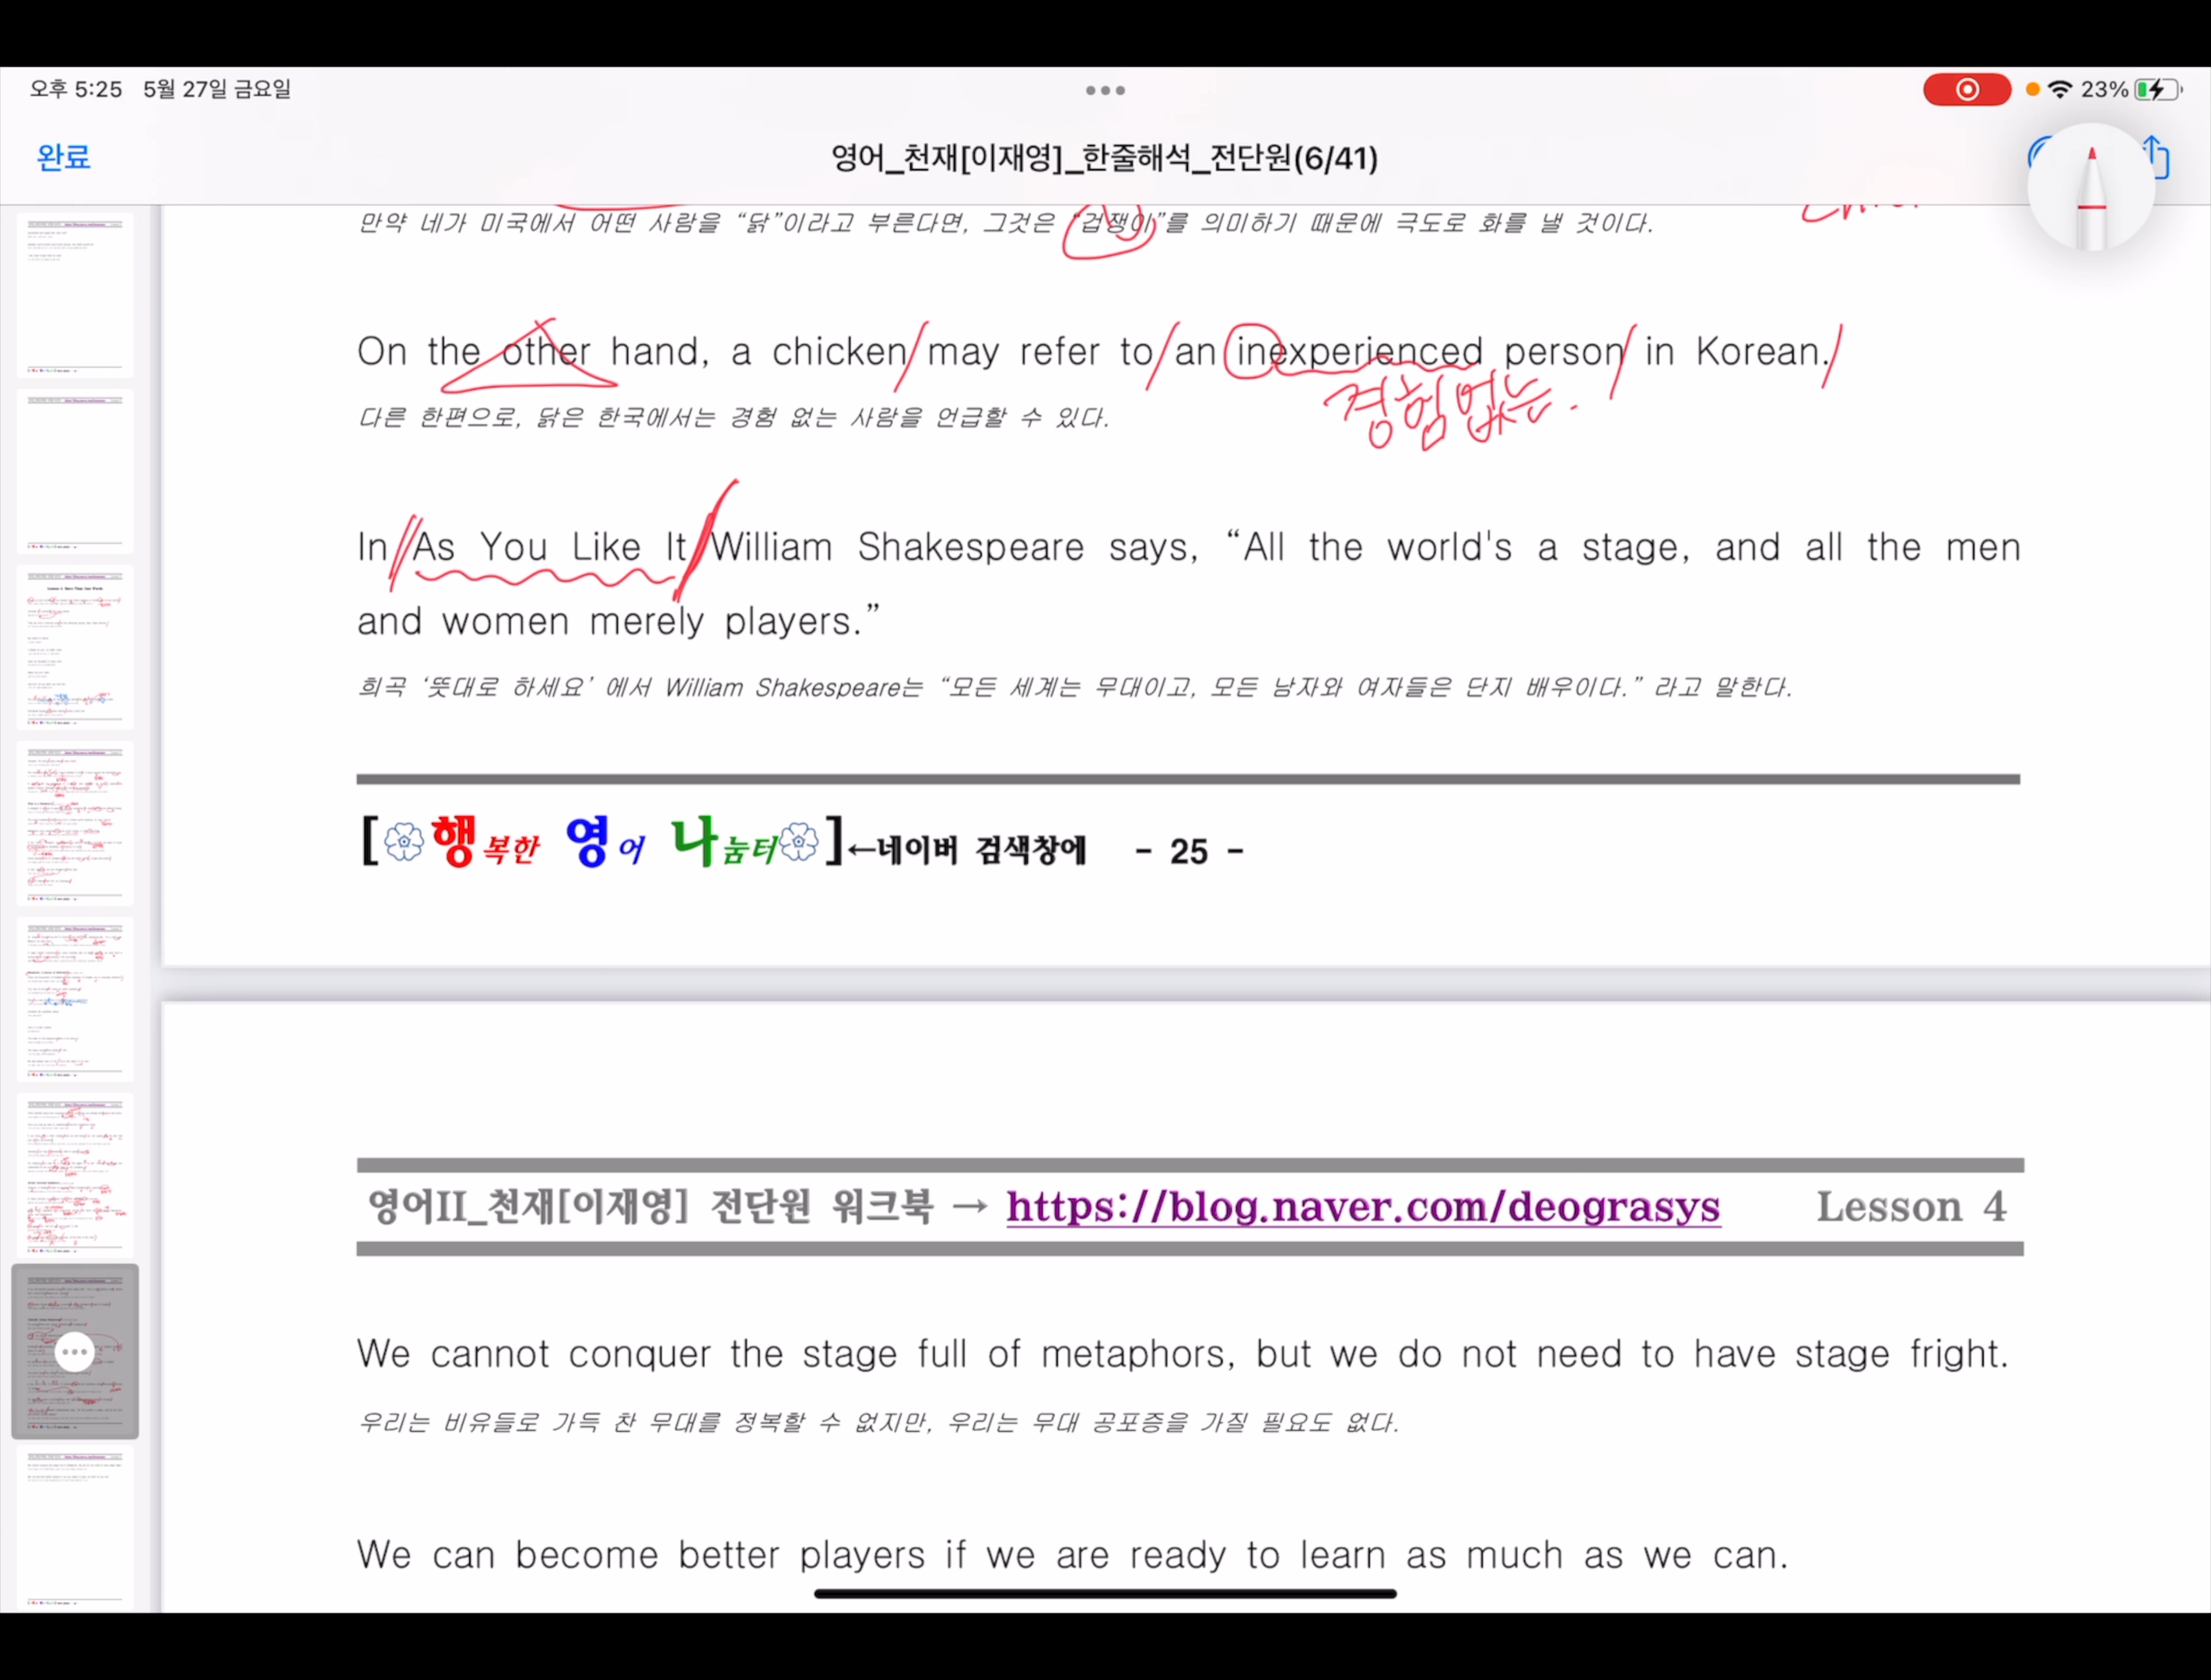 오후 5:25 5월 27일 금요일
23%
완료
영어_천재[이재영]_한줄해석_전단원(6/41)
만약 네가 미국에서 어떤 사람을 “닭”이라고 부른다면, 그것은 “겁쟁이”를 의미하기 때문에 극도로 화를 낼 것이다.
On the other hand, a chicken may refer to an inexperienced person in Korean.
경험없는.
다른 한편으로, 닭은 한국에서는 경험 없는 사람을 언급할 수 있다.
In As You Like It William Shakespeare says, “All the world's a stage, and all the men
and women merely players.”
희곡 ‘뜻대로 하세요’ 에서 William Shakespeare는 “모든 세계는 무대이고, 모든 남자와 여자들은 단지 배우이다.” 라고 말한다.
[행복한 영어 나눔터]←네이버 검색창에 - 25 -
영어II_천재[이재영] 전단원 워크북 → https://blog.naver.com/deograsys Lesson 4
We cannot conquer the stage full of metaphors, but we do not need to have stage fright.
우리는 비유들로 가득 찬 무대를 정복할 수 없지만, 우리는 무대 공포증을 가질 필요도 없다.
We can become better players if we are ready to learn as much as we can.